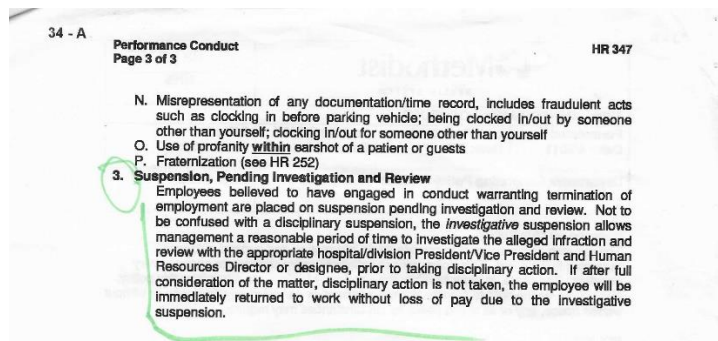 34 - A
Performance Conduct
HR 347
Page 3 of 3
N. Misrepresentation of any documentation/time record, includes fraudulent acts
such as clocking in before parking vehicle; being clocked in/out by someone
other than yourself; clocking in/out for someone other than yourself
O. Use of profanity within earshot of a patient or guests
P. Fraternization (see HR 252)
3. Suspension, Pending Investigation and Review
Employees believed to have engaged in conduct warranting termination of
employment are placed on suspension pending investigation and review. Not to
be confused with a disciplinary suspension, the investigative suspension allows
management a reasonable period of time to investigate the alleged infraction and
review with the appropriate hospital/division President/Vice President and Human
Resources Director or designee, prior to taking disciplinary action. If after full
consideration of the matter, disciplinary action is not taken, the employee will be
immediately returned to work without loss of pay due to the investigative
suspension.